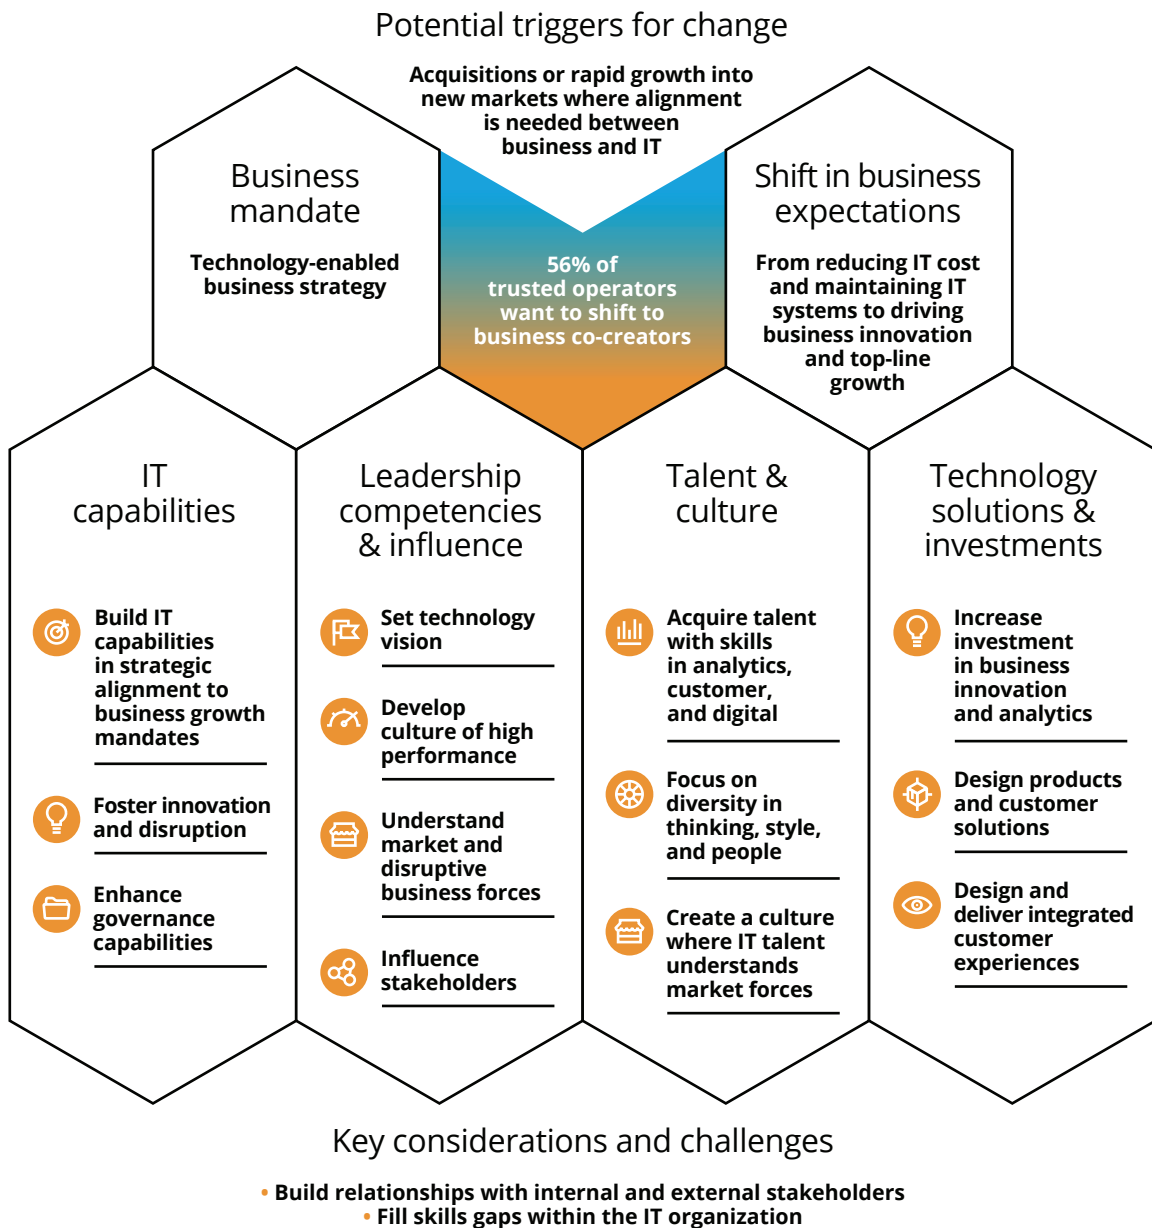 Potential triggers for change
Acquisitions or rapid growth into
new markets where alignment
is needed between
business and IT
Business
mandate
Technology-enabled
business strategy
56% of
trusted operators
want to shift to
business co-creators
Shift in business
expectations
From reducing IT cost
and maintaining IT
systems to driving
business innovation
and top-line
growth
IT
capabilities
Build IT
capabilities
in strategic
alignment to
business growth
mandates
Foster innovation
and disruption
Enhance
governance
capabilities
Leadership
competencies
& influence
Set technology
vision
Develop
culture of high
performance
Understand
market and
disruptive
business forces
Influence
stakeholders
Talent &
culture
Acquire talent
with skills
in analytics,
customer,
and digital
Focus on
diversity in
thinking, style,
and people
Create a culture
where IT talent
understands
market forces
Technology
solutions &
investments
Increase
investment
in business
innovation
and analytics
Design products
and customer
solutions
Design and
deliver integrated
customer
experiences
Key considerations and challenges
• Build relationships with internal and external stakeholders
• Fill skills gaps within the IT organization